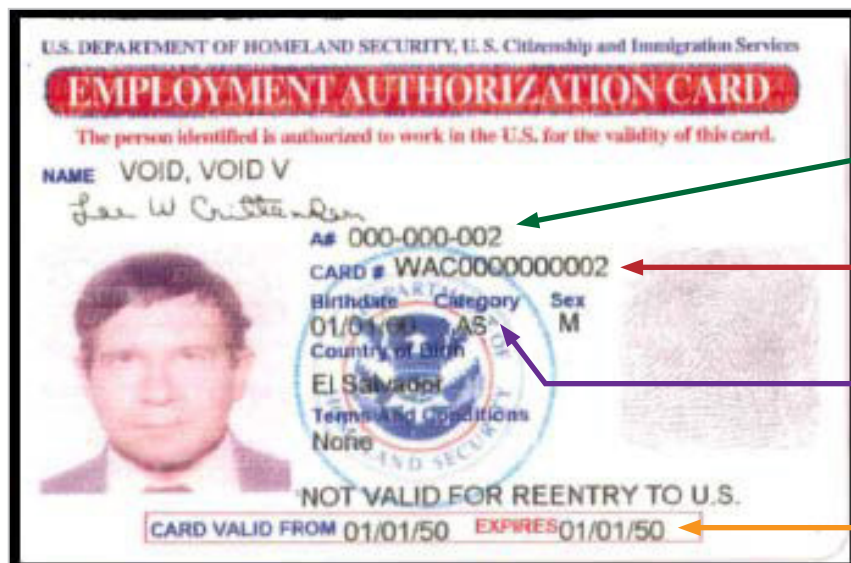 U.S. DEPARTMENT OF HOMELAND SECURITY, U. S. Citizenship and Immigration Services
EMPLOYMENT AUTHORIZATION CARD
The person identified is authorized to work in the U.S. for the validity of this card.
NAME VOID, VOID V
A# 000-000-002
CARD # WAC0000000002
Birthdate Category Sex
01/01/00 AS M
Country of Birth
El Salvador
Terms And Conditions
None
NOT VALID FOR REENTRY TO U.S.
CARD VALID FROM 01/01/50 EXPIRES 01/01/50